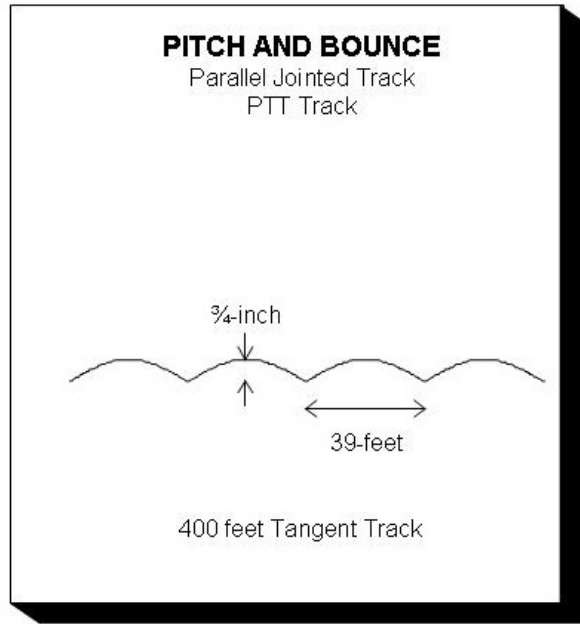 PITCH AND BOUNCE
Parallel Jointed Track
PTT Track
¾-inch
39-feet
400 feet Tangent Track